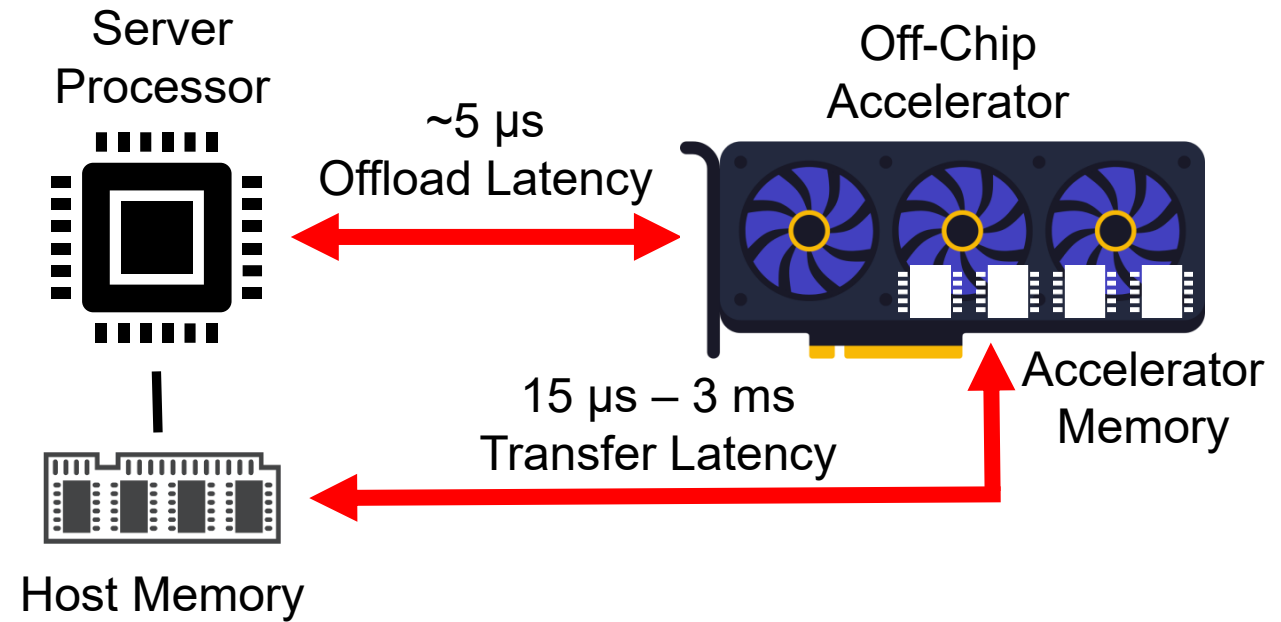 Server
Processor
Off-Chip
Accelerator
~5 µs
Offload Latency
15 µs – 3 ms
Transfer Latency
Accelerator
Memory
Host Memory